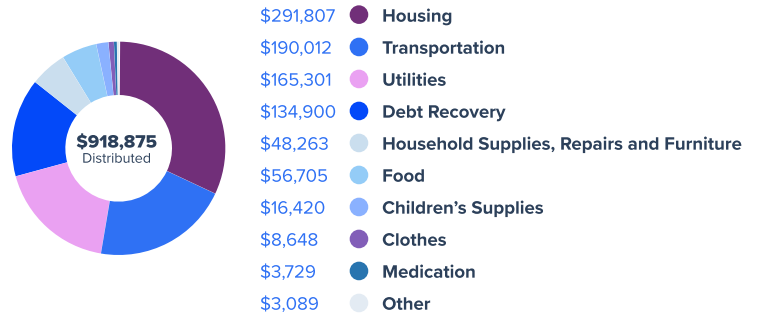 $918,875
Distributed
$291,807 Housing
$190,012 Transportation
$165,301 Utilities
$134,900 Debt Recovery
$48,263 Household Supplies, Repairs and Furniture
$56,705 Food
$16,420 Children’s Supplies
$8,648 Clothes
$3,729 Medication
$3,089 Other